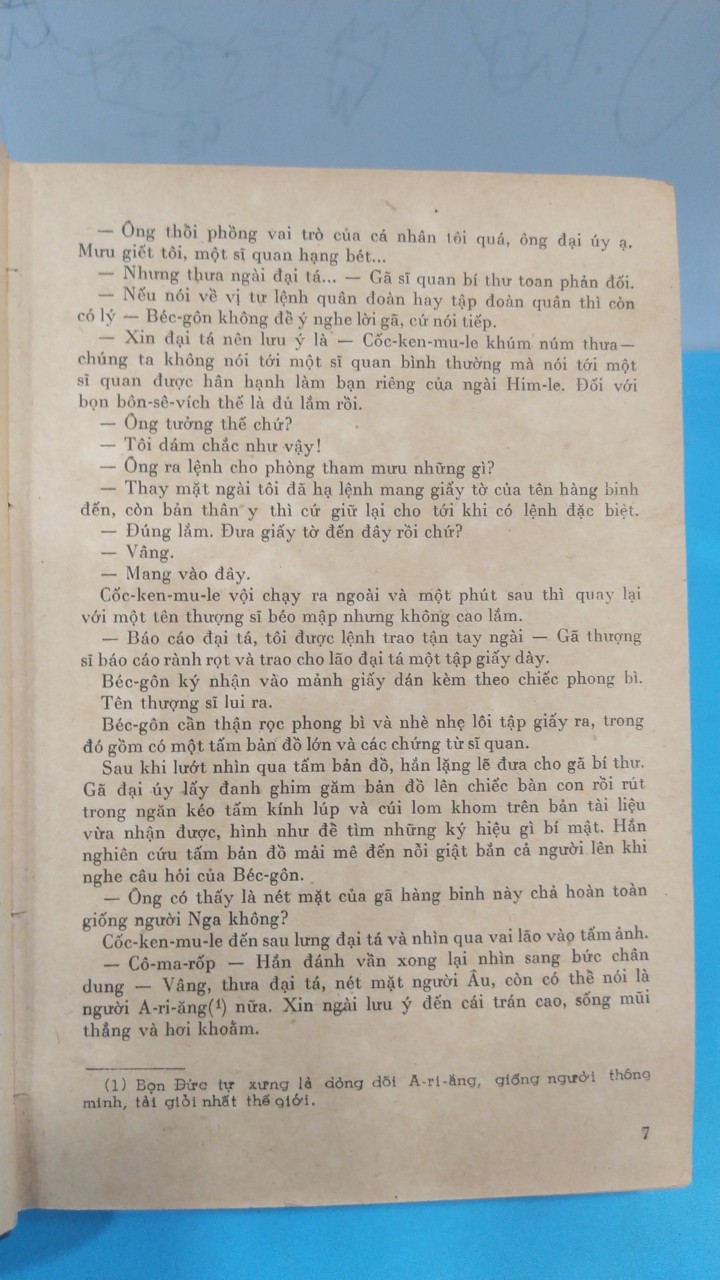 — Ông thổi phồng vai trò của cá nhân tôi quá, ông đại úy ạ.
Mưu giết tôi, một sĩ quan hạng bét...
— Nhưng thưa ngài đại tá... — Gã sĩ quan bí thư toan phản đối.
— Nếu nói về vị tư lệnh quân đoàn hay tập đoàn quân thì còn
có lý — Béc-gôn không để ý nghe lời gã, cứ nói tiếp.
— Xin đại tá nên lưu ý là — Cốc-ken-mu-le khúm núm thưa—
chúng ta không nói tới một sĩ quan bình thường mà nói tới một
sĩ quan được hân hạnh làm bạn riêng của ngài Him-le. Đối với
bọn bôn-sê-vích thế là đủ lắm rồi.
— Ông tưởng thế chứ?
— Tôi dám chắc như vậy!
— Ông ra lệnh cho phòng tham mưu những gì?
— Thay mặt ngài tôi đã hạ lệnh mang giấy tờ của tên hàng binh
đến, còn bản thân y thì cứ giữ lại cho tới khi có lệnh đặc biệt.
— Đúng lắm. Đưa giấy tờ đến đây rồi chứ?
— Vâng.
— Mang vào đây.
Cốc-ken-mu-le vội chạy ra ngoài và một phút sau thì quay lại
với một tên thượng sĩ béo mập nhưng không cao lắm.
— Báo cáo đại tá, tôi được lệnh trao tận tay ngài — Gã thượng
sĩ báo cáo rành rọt và trao cho lão đại tá một tập giấy dày.
Béc-gôn ký nhận vào mảnh giấy dán kèm theo chiếc phong bì.
Tên thượng sĩ lui ra.
Béc-gôn cẩn thận rọc phong bì và nhè nhẹ lôi tập giấy ra, trong
đó gồm có một tấm bản đồ lớn và các chứng từ sĩ quan.
Sau khi lướt nhìn qua tấm bản đồ, hắn lặng lẽ đưa cho gã bí thư.
Gã đại úy lấy đanh ghim găm bản đồ lên chiếc bàn con rồi rút
trong ngăn kéo tấm kính lúp và cúi lom khom trên bản tài liệu
vừa nhận được, hình như để tìm những ký hiệu gì bí mật. Hắn
nghiên cứu tấm bản đồ mải mê đến nỗi giật bắn cả người lên khi
nghe câu hỏi của Béc-gôn.
— Ông có thấy là nét mặt của gã hàng binh này chả hoàn toàn
giống người Nga không?
Cốc-ken-mu-le đến sau lưng đại tá và nhìn qua vai lão vào tấm ảnh.
— Cô-ma-rốp — Hắn đánh vần xong lại nhìn sang bức chân
dung — Vâng, thưa đại tá, nét mặt người Âu, còn có thể nói là
người A-ri-ăng(1) nữa. Xin ngài lưu ý đến cái trán cao, sống mũi
thẳng và hơi khoằm.
(1) Bọn Đức tự xưng là dòng dõi A-ri-ăng, giống người thông
minh, tài giỏi nhất thế giới.
7